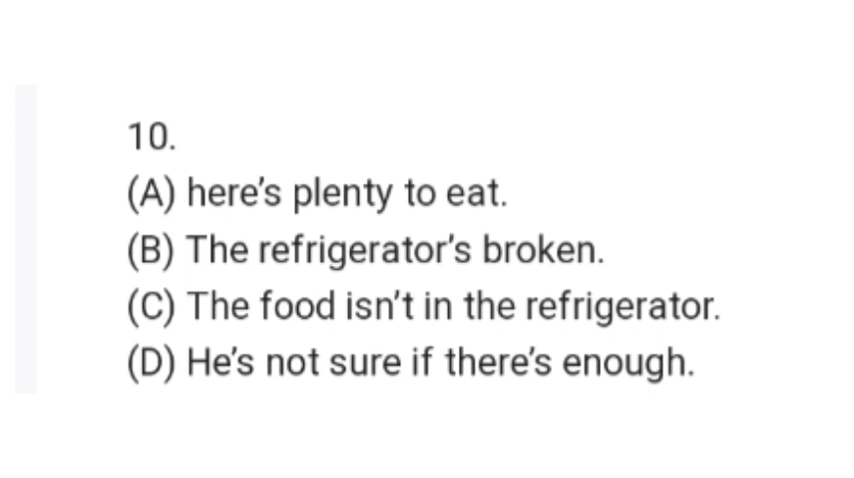 10.
(A) here's plenty to eat.
(B) The refrigerator's broken.
(C) The food isn't in the refrigerator.
(D) He's not sure if there's enough.